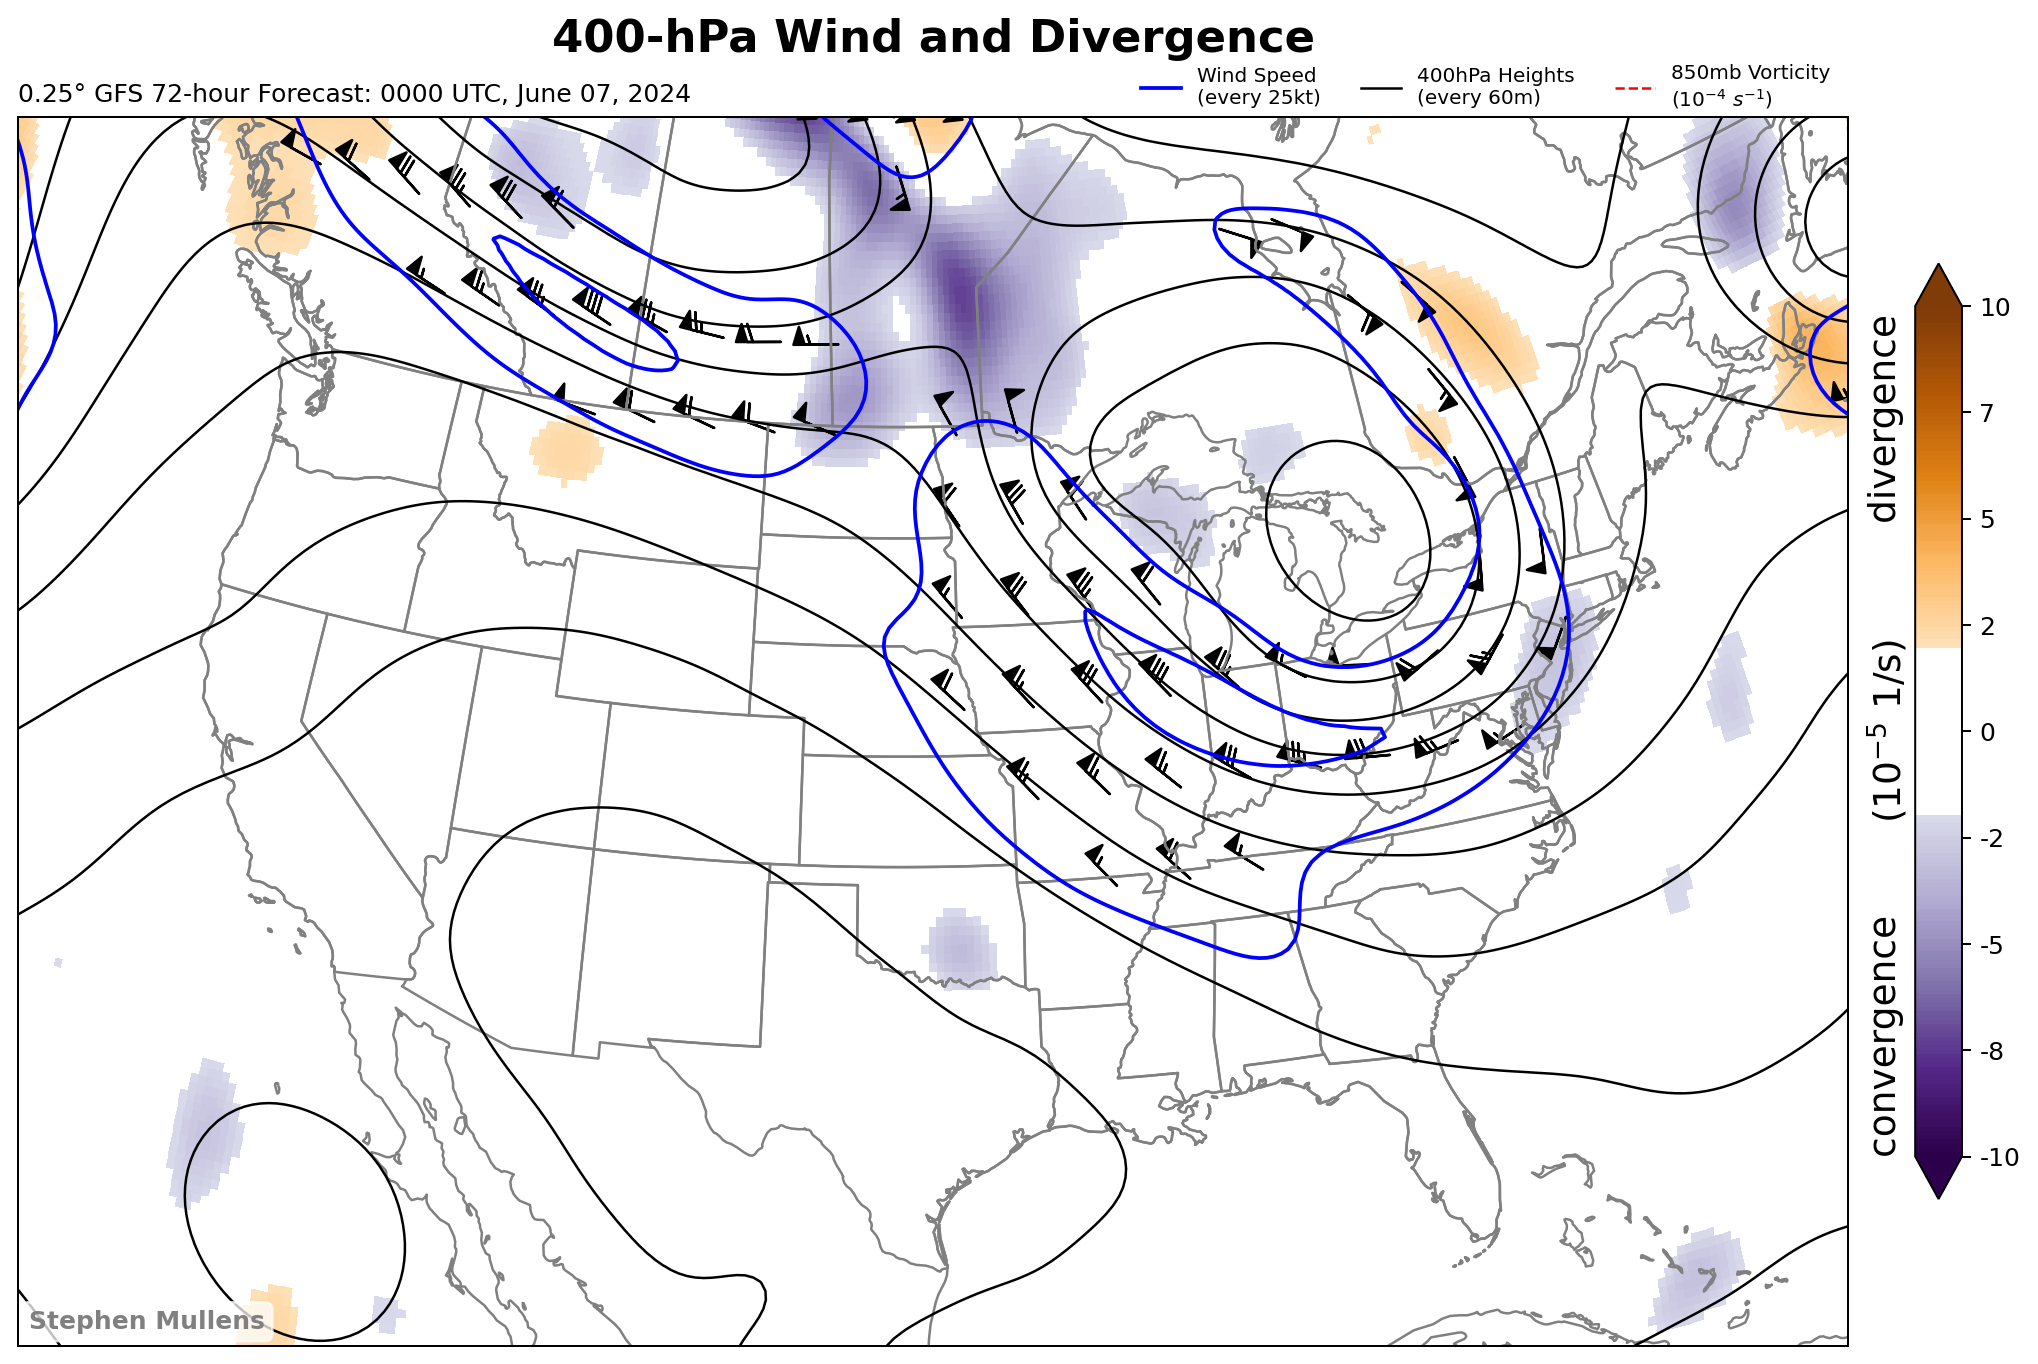 400-hPa Wind and Divergence
0.25° GFS 72-hour Forecast: 0000 UTC, June 07, 2024
Wind Speed
(every 25kt)
400hPa Heights
(every 60m)
850mb Vorticity
(10⁻⁴ s⁻¹)
10
7
5
2
0
-2
-5
-8
-10
convergence (10⁻⁵ 1/s) divergence
Stephen Mullens